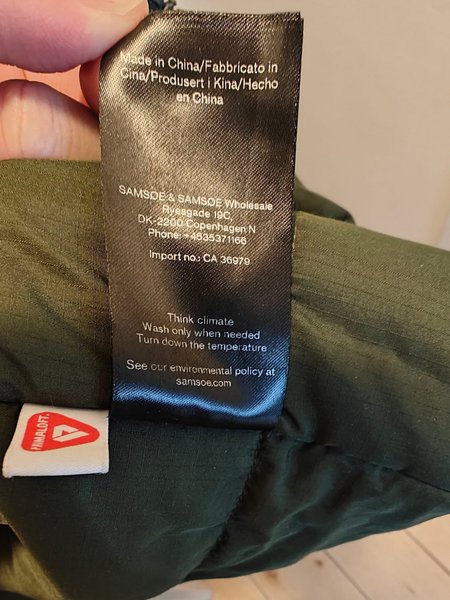 Made in China/Fabbricato in
Cina/Produsert i Kina/Hecho
en China
SAMSØE & SAMSØE Wholesale
Ryesgade 19C,
DK-2200 Copenhagen N
Phone: +4535371166
Import no.: CA 36979
Think climate
Wash only when needed
Turn down the temperature
See our environmental policy at
samsoe.com
PRIMALOFT